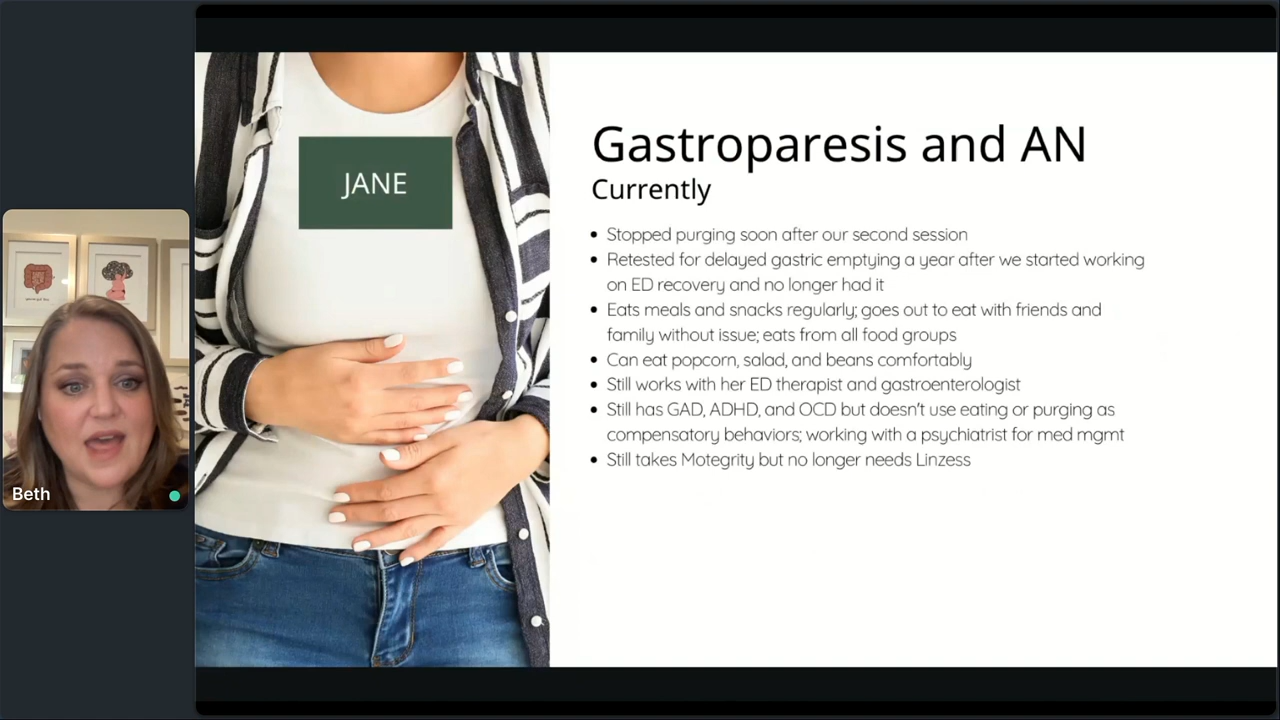 JANE
Gastroparesis and AN
Currently
• Stopped purging soon after our second session
• Retested for delayed gastric emptying a year after we started working
on ED recovery and no longer had it
• Eats meals and snacks regularly; goes out to eat with friends and
family without issue; eats from all food groups
• Can eat popcorn, salad, and beans comfortably
• Still works with her ED therapist and gastroenterologist
• Still has GAD, ADHD, and OCD but doesn't use eating or purging as
compensatory behaviors; working with a psychiatrist for med mgmt
• Still takes Motegrity but no longer needs Linzess
Beth